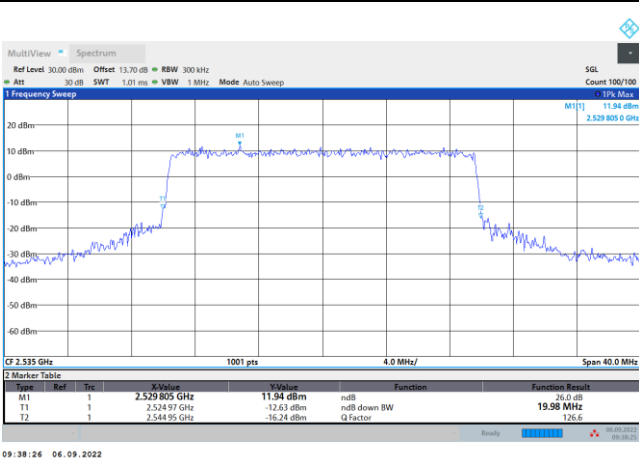 MultiView Spectrum
Ref Level 30.00 dBm Offset 13.70 dB RBW 300 kHz SGL
Att 30 dB SWT 1.01 ms VBW 1 MHz Mode Auto Sweep Count 100/100
1 Frequency Sweep 1Pk Max
M1[1] 11.94 dBm
2.529 805 0 GHz
20 dBm
M1
10 dBm
0 dBm
T1
-10 dBm
T2
-20 dBm
-30 dBm
-40 dBm
-50 dBm
-60 dBm
CF 2.535 GHz 1001 pts 4.0 MHz/ Span 40.0 MHz
2 Marker Table
Type Ref Trc X-Value Y-Value Function Function Result
M1 1 2.529 805 GHz 11.94 dBm ndB 26.0 dB
T1 1 2.524 97 GHz -12.63 dBm ndB down BW 19.98 MHz
T2 1 2.544 95 GHz -16.24 dBm Q Factor 126.6
Ready 06.09.2022
09:38:25
09:38:26 06.09.2022